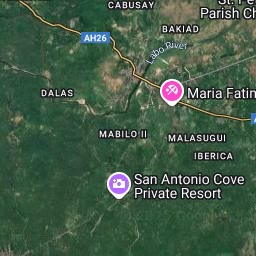 CABUSAY
Parish Ch
BAKIAD
AH26
Labo River
DALAS
Maria Fatin
MABILO II
MALASUGUI
IBERICA
San Antonio Cove
Private Resort